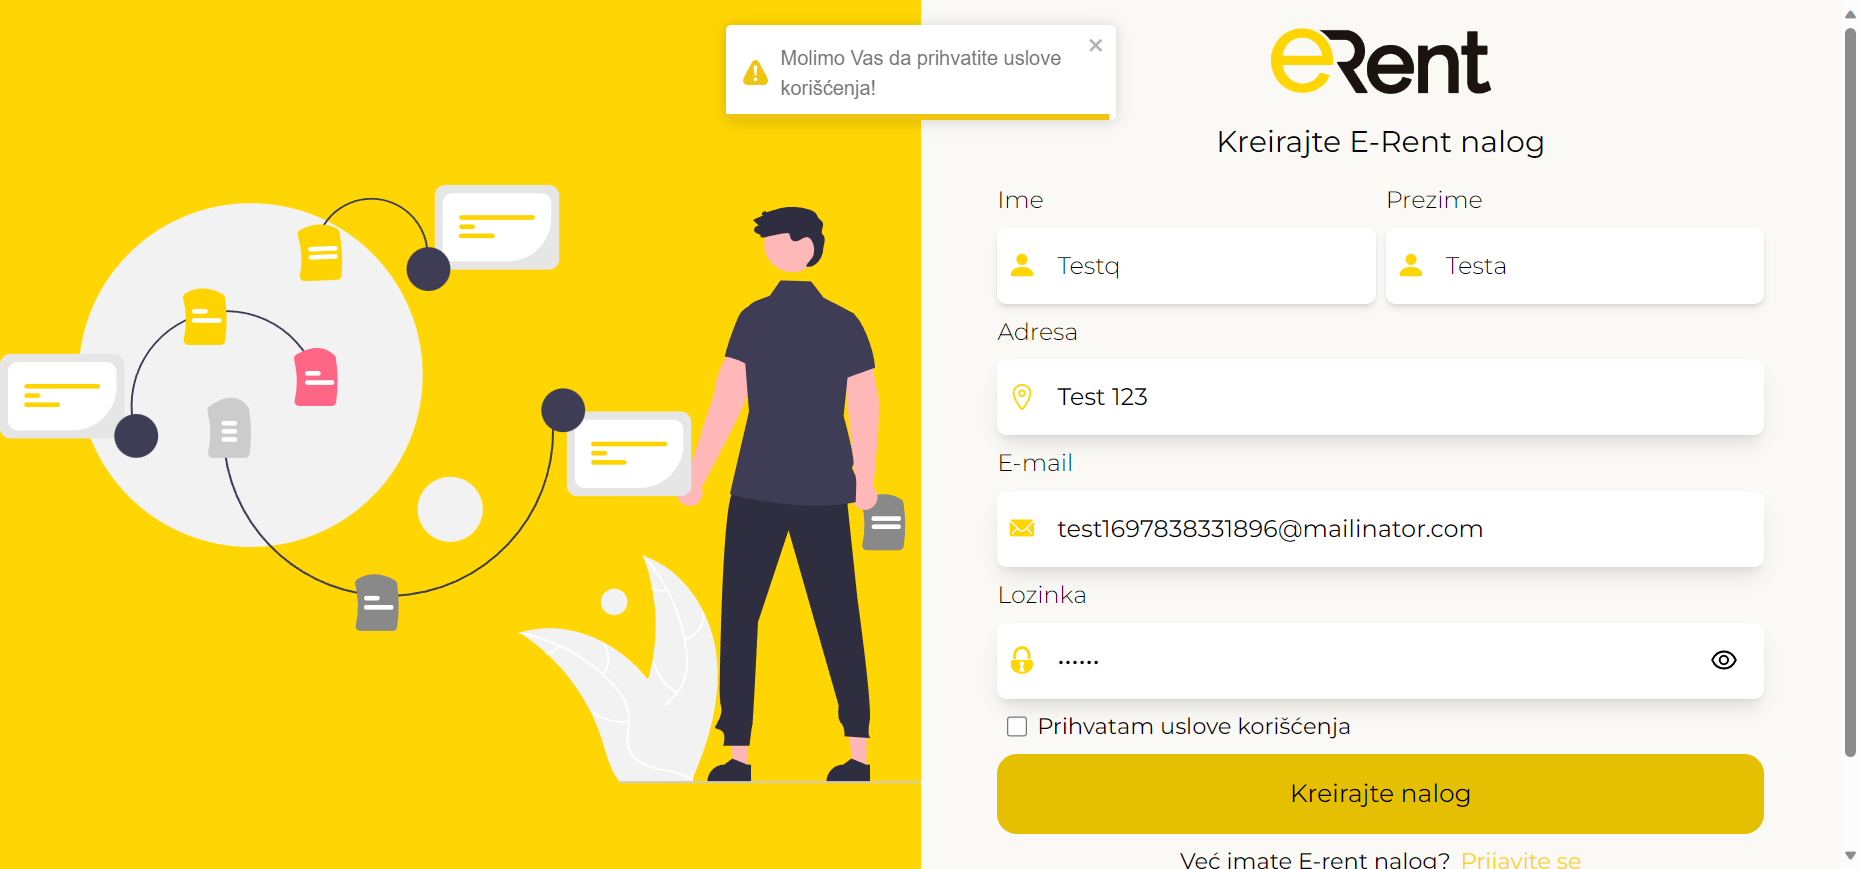 Molimo Vas da prihvatite uslove
korišćenja!
eRent
Kreirajte E-Rent nalog
Ime
Prezime
Testq
Testa
Adresa
Test 123
E-mail
test1697838331896@mailinator.com
Lozinka
••••••
Prihvatam uslove korišćenja
Kreirajte nalog
Već imate E-rent nalog? Prijavite se